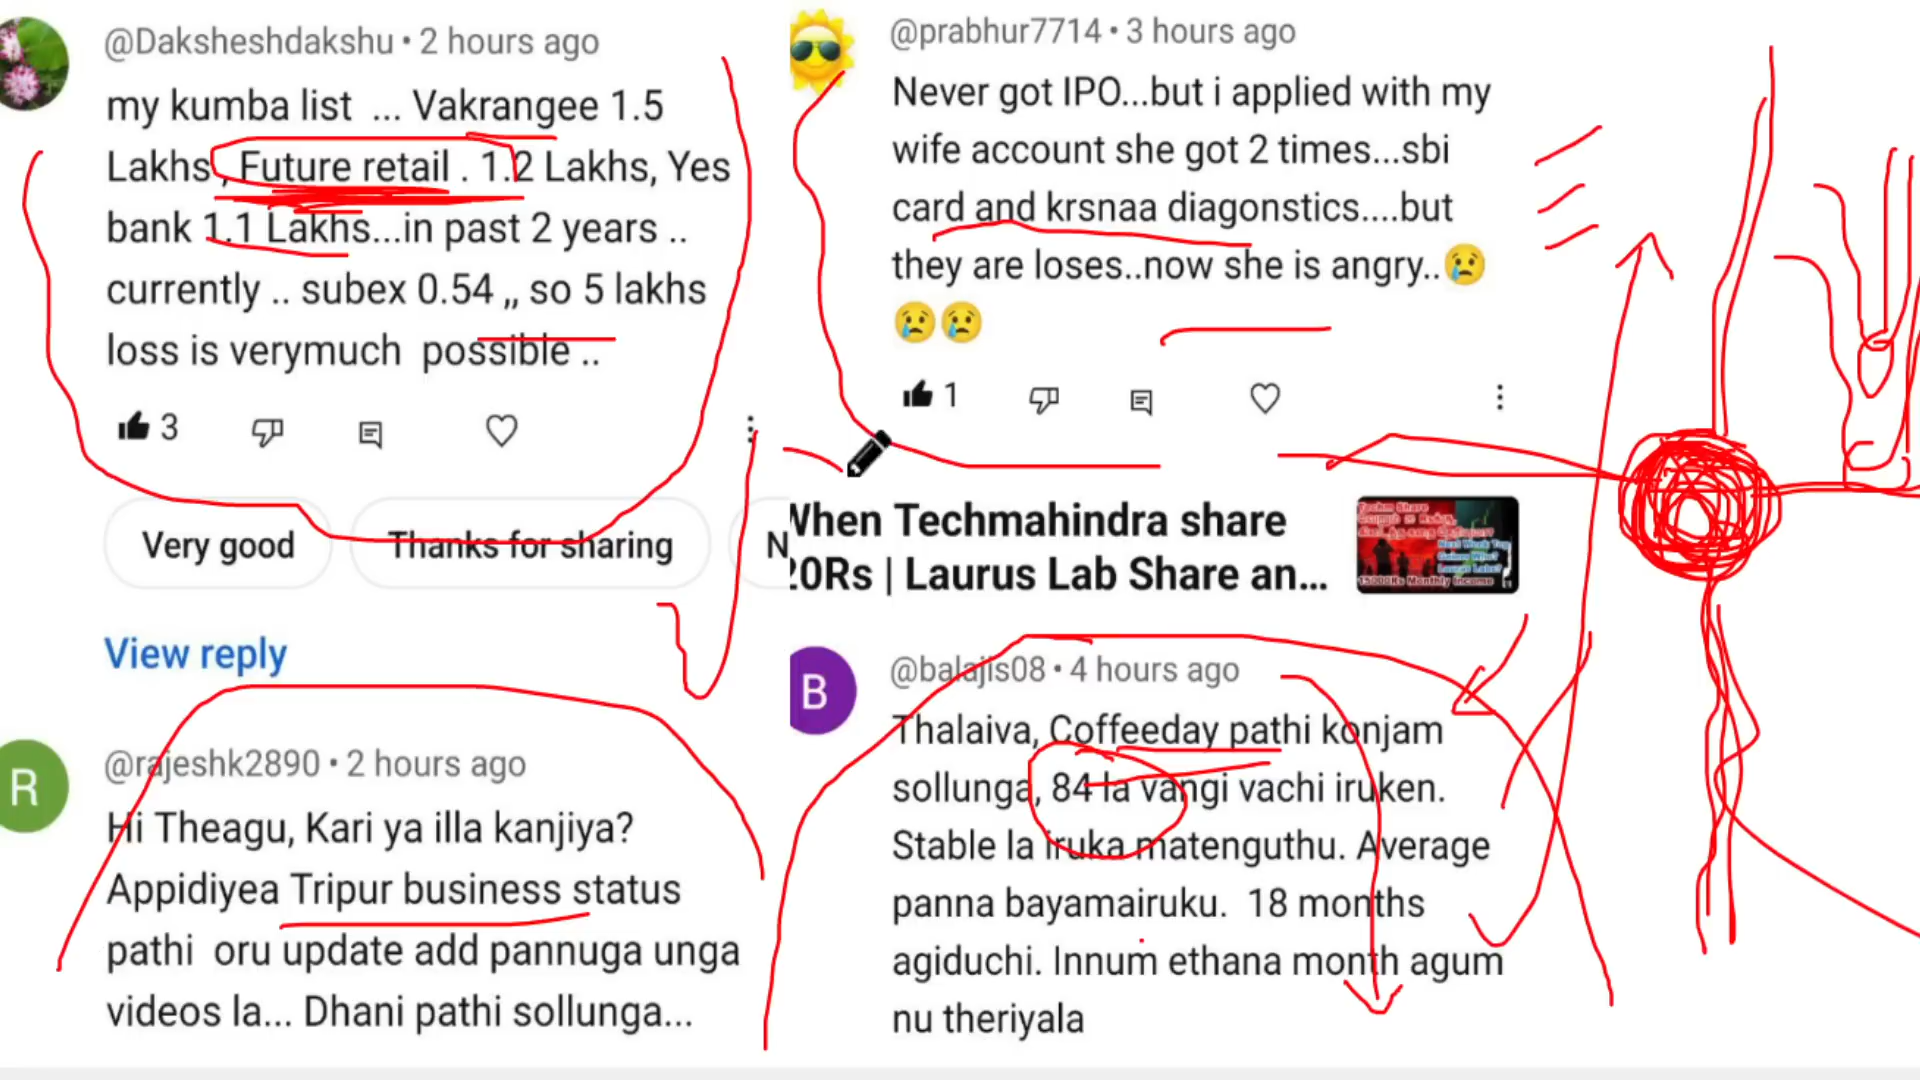 @Daksheshdakshu • 2 hours ago
my kumba list ... Vakrangee 1.5
Lakhs , Future retail . 1.2 Lakhs, Yes
bank 1.1 Lakhs...in past 2 years ..
currently .. subex 0.54 ,, so 5 lakhs
loss is verymuch possible ..
3
Very good
Thanks for sharing
N
View reply
R
@rajeshk2890 • 2 hours ago
Hi Theagu, Kari ya illa kanjiya?
Appidiyea Tripur business status
pathi oru update add pannuga unga
videos la... Dhani pathi sollunga...
@prabhur7714 • 3 hours ago
Never got IPO...but i applied with my
wife account she got 2 times...sbi
card and krsnaa diagonstics....but
they are loses..now she is angry..😢
😢😢
1
When Techmahindra share
20Rs | Laurus Lab Share an...
Techm Share
15000Rs Monthly Income
B
@balajis08 • 4 hours ago
Thalaiva, Coffeeday pathi konjam
sollunga, 84 la vangi vachi iruken.
Stable la iruka matenguthu. Average
panna bayamairuku. 18 months
agiduchi. Innum ethana month agum
nu theriyala